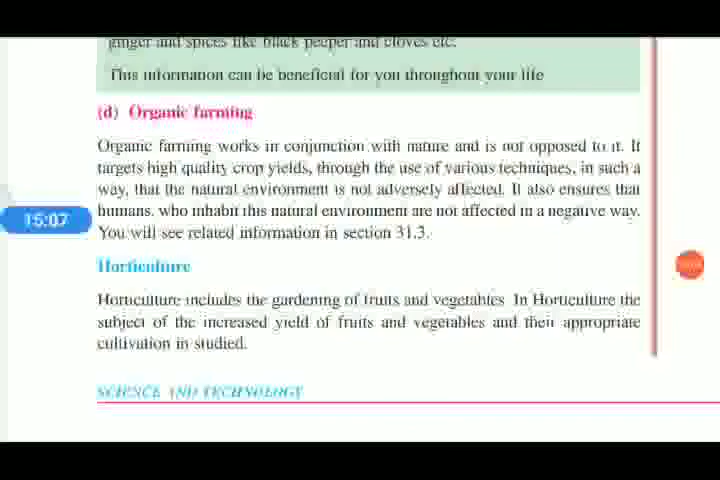 ginger and spices like black peeper and cloves etc.
This information can be beneficial for you throughout your life
(d) Organic farming
Organic farming works in conjunction with nature and is not opposed to it. It
targets high quality crop yields, through the use of various techniques, in such a
way, that the natural environment is not adversely affected. It also ensures that
humans, who inhabit this natural environment are not affected in a negative way.
15:07
You will see related information in section 31.3.
Horticulture
Horticulture includes the gardening of fruits and vegetables. In Horticulture the
subject of the increased yield of fruits and vegetables and their appropriate
cultivation in studied.
SCIENCE AND TECHNOLOGY